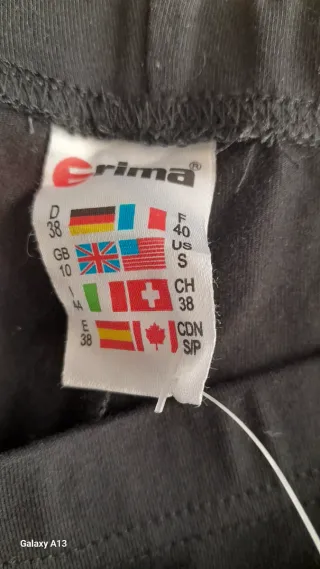 erima®
D 38 F 40
GB 10 US S
I 44 CH 38
E 38 CDN S/P
Galaxy A13